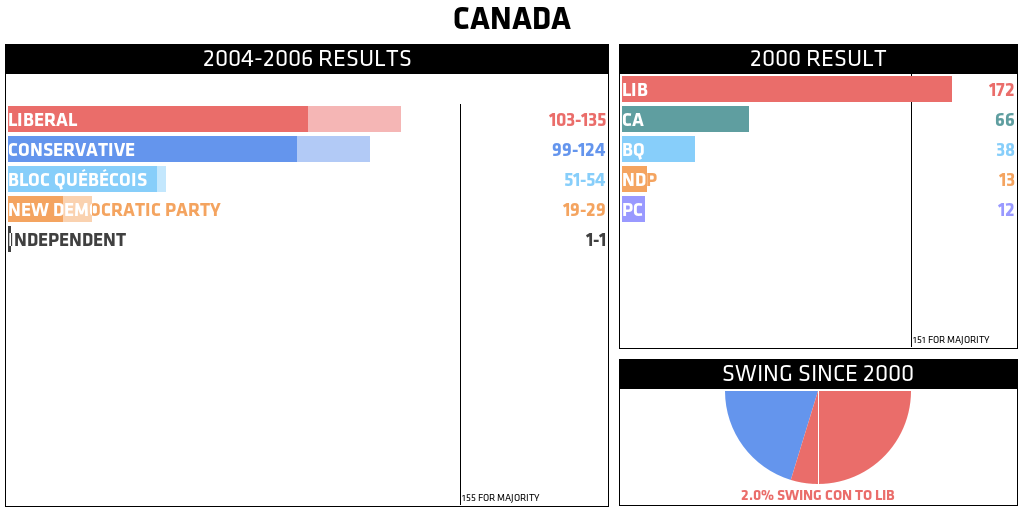 CANADA
2004-2006 RESULTS
LIBERAL 103-135
CONSERVATIVE 99-124
BLOC QUÉBÉCOIS 51-54
NEW DEMOCRATIC PARTY 19-29
INDEPENDENT 1-1
155 FOR MAJORITY
2000 RESULT
LIB 172
CA 66
BQ 38
NDP 13
PC 12
151 FOR MAJORITY
SWING SINCE 2000
2.0% SWING CON TO LIB